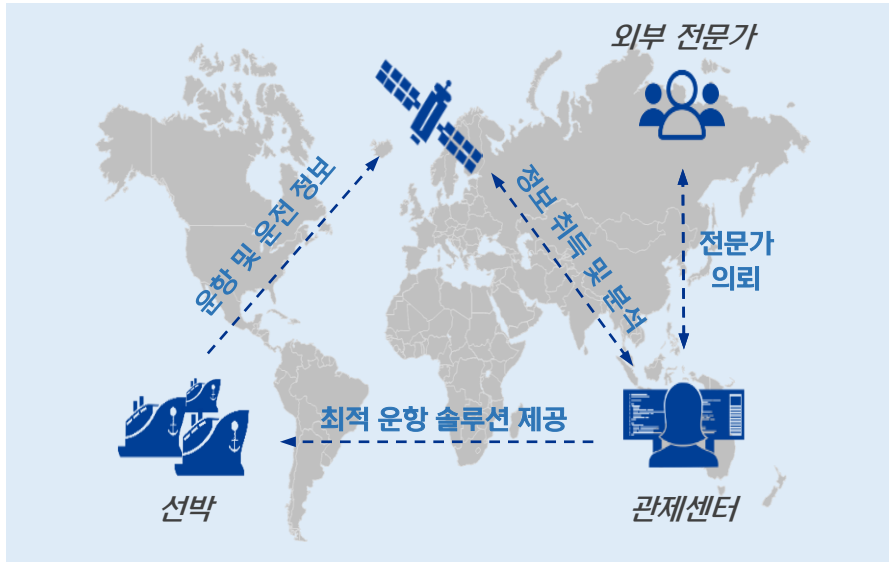 외부 전문가
운항 및 운전 정보
정보 취득 및 분석
전문가
의뢰
최적 운항 솔루션 제공
선박
관제센터